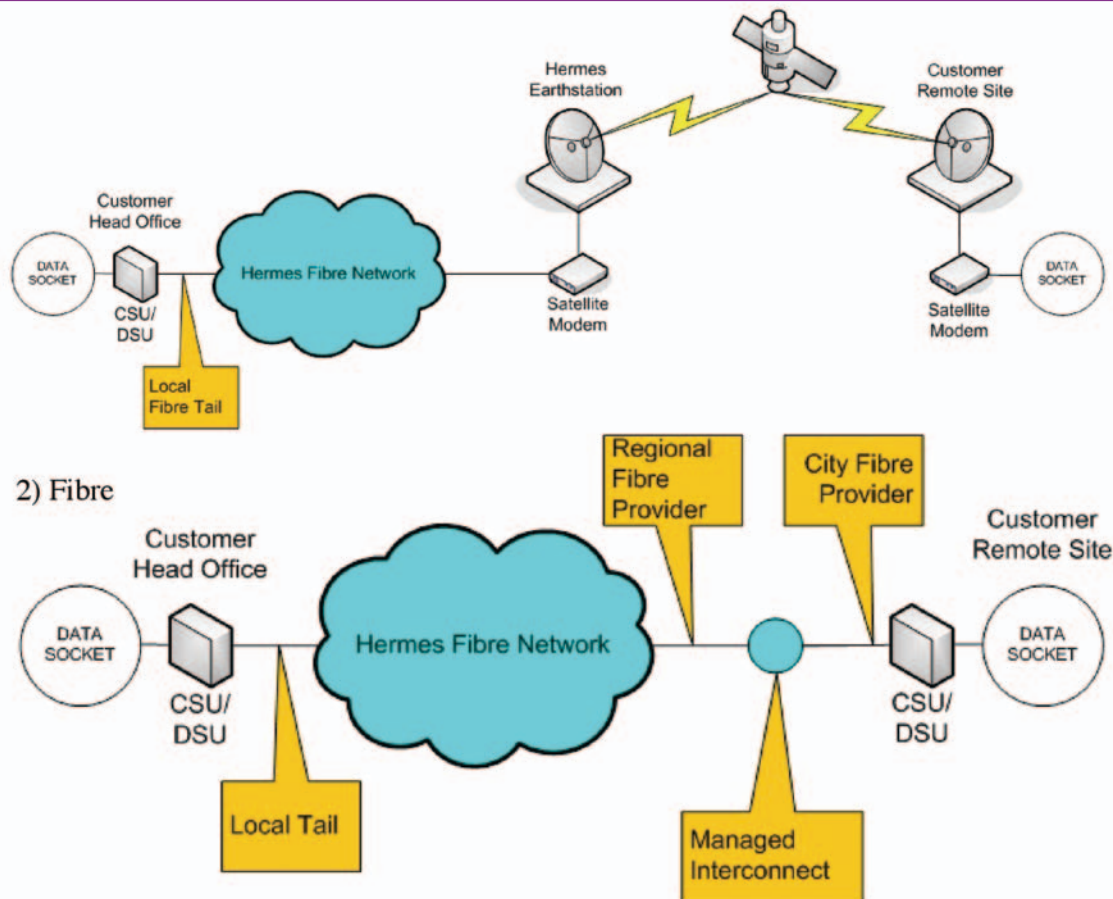 Hermes
Earthstation
Customer
Remote Site
Customer
Head Office
DATA
SOCKET
CSU/
DSU
Hermes Fibre Network
Satellite
Modem
Satellite
Modem
DATA
SOCKET
Local
Fibre Tail
2) Fibre
Regional
Fibre
Provider
City Fibre
Provider
Customer
Head Office
Customer
Remote Site
DATA
SOCKET
CSU/
DSU
Hermes Fibre Network
CSU/
DSU
DATA
SOCKET
Local Tail
Managed
Interconnect